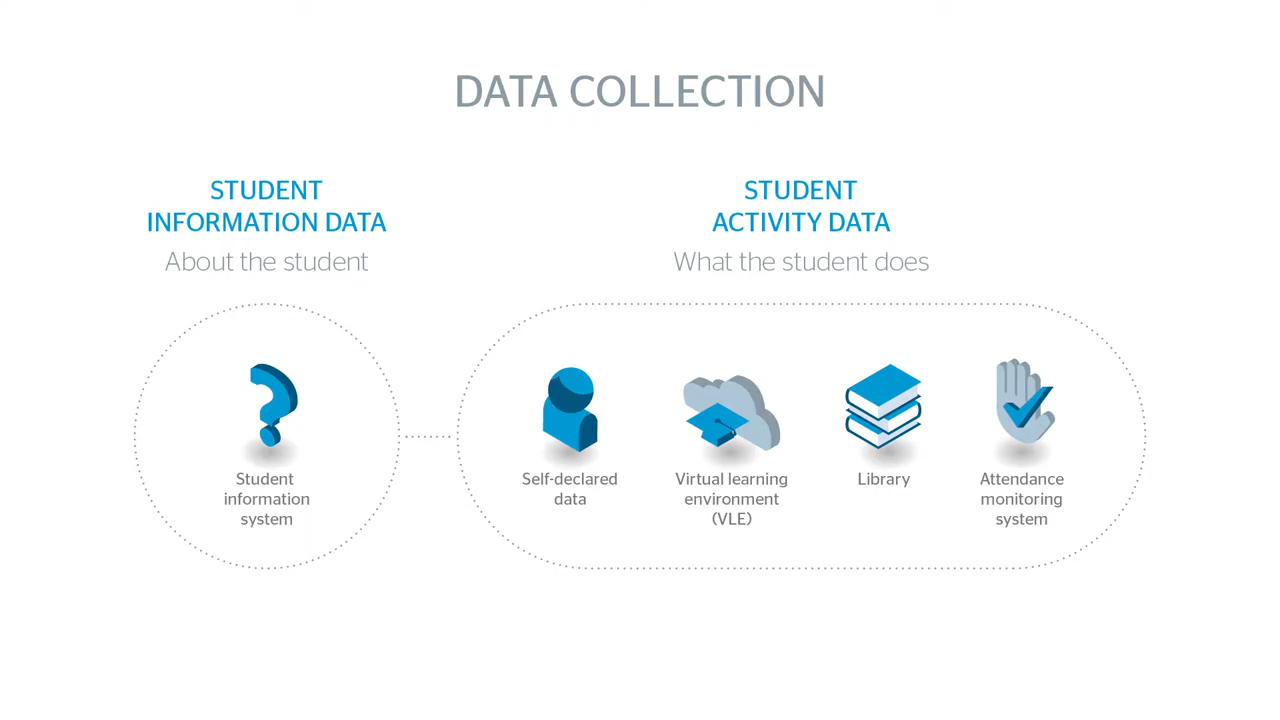 DATA COLLECTION
STUDENT
INFORMATION DATA
About the student
Student
information
system
STUDENT
ACTIVITY DATA
What the student does
Self-declared
data
Virtual learning
environment
(VLE)
Library
Attendance
monitoring
system